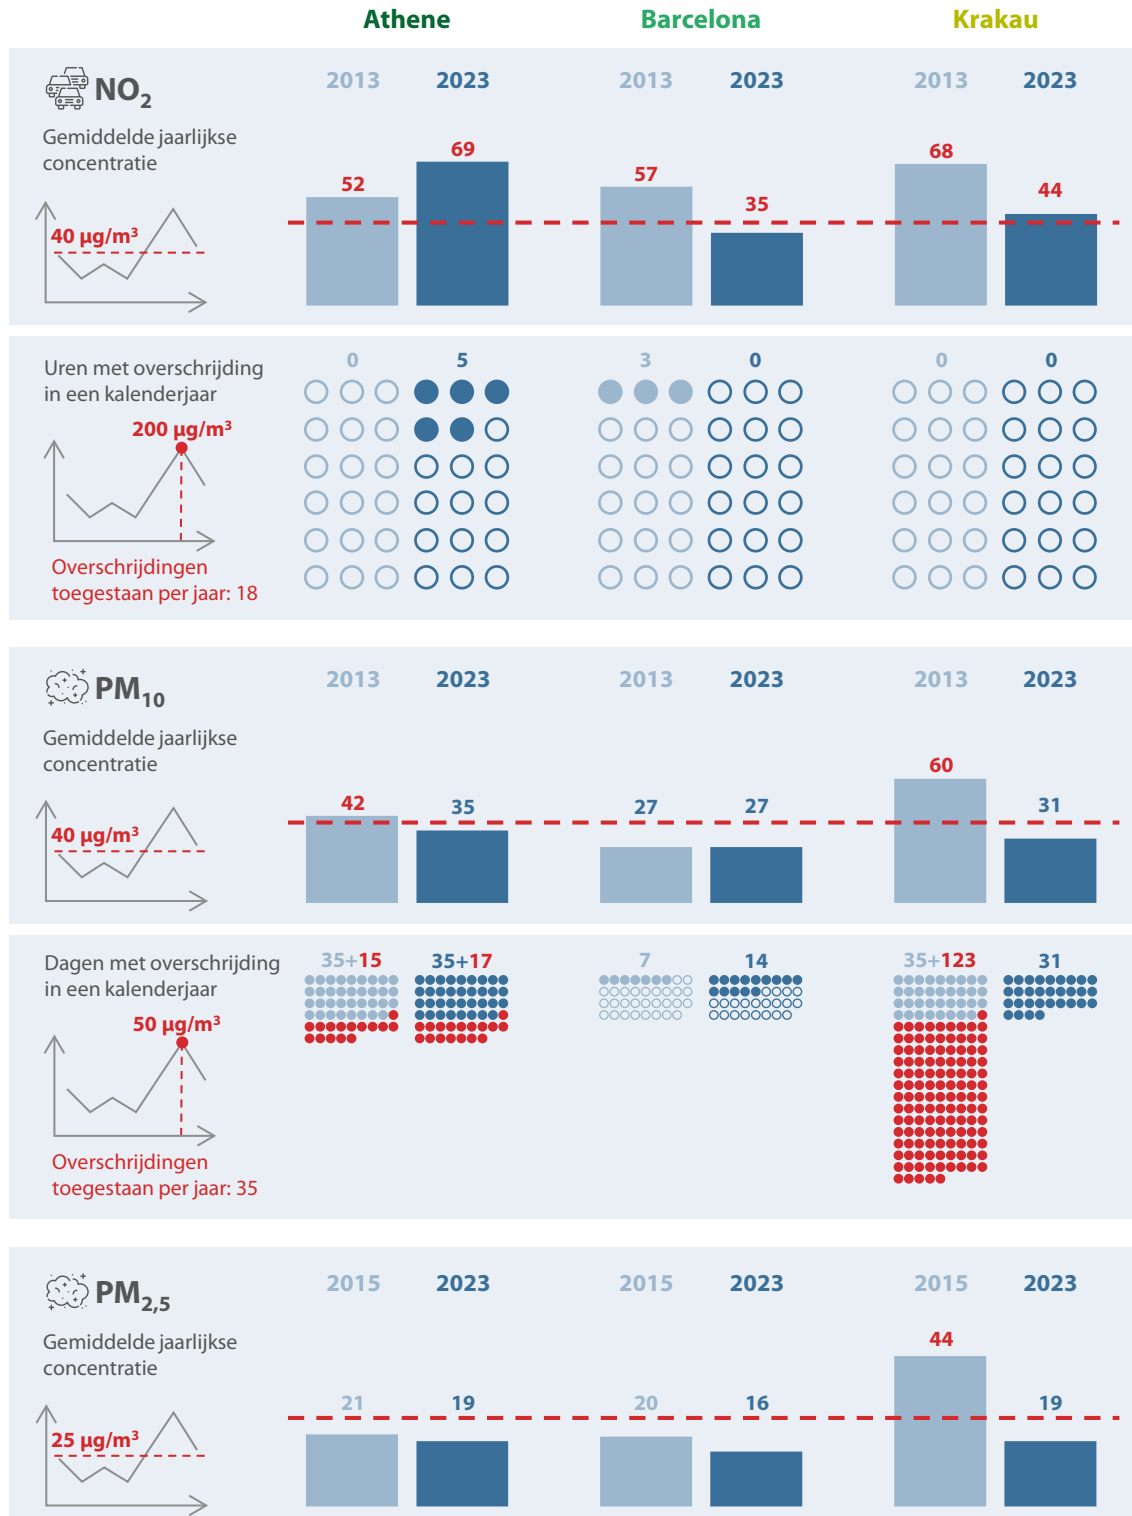 Athene Barcelona Krakau
NO2
2013 2023 2013 2023 2013 2023
Gemiddelde jaarlijkse
concentratie
52 69 57 35 68 44
40 µg/m³
Uren met overschrijding
in een kalenderjaar
0 5 3 0 0 0
200 µg/m³
Overschrijdingen
toegestaan per jaar: 18
PM10
2013 2023 2013 2023 2013 2023
Gemiddelde jaarlijkse
concentratie
42 35 27 27 60 31
40 µg/m³
Dagen met overschrijding
in een kalenderjaar
35+15 35+17 7 14 35+123 31
50 µg/m³
Overschrijdingen
toegestaan per jaar: 35
PM2,5
2015 2023 2015 2023 2015 2023
Gemiddelde jaarlijkse
concentratie
21 19 20 16 44 19
25 µg/m³